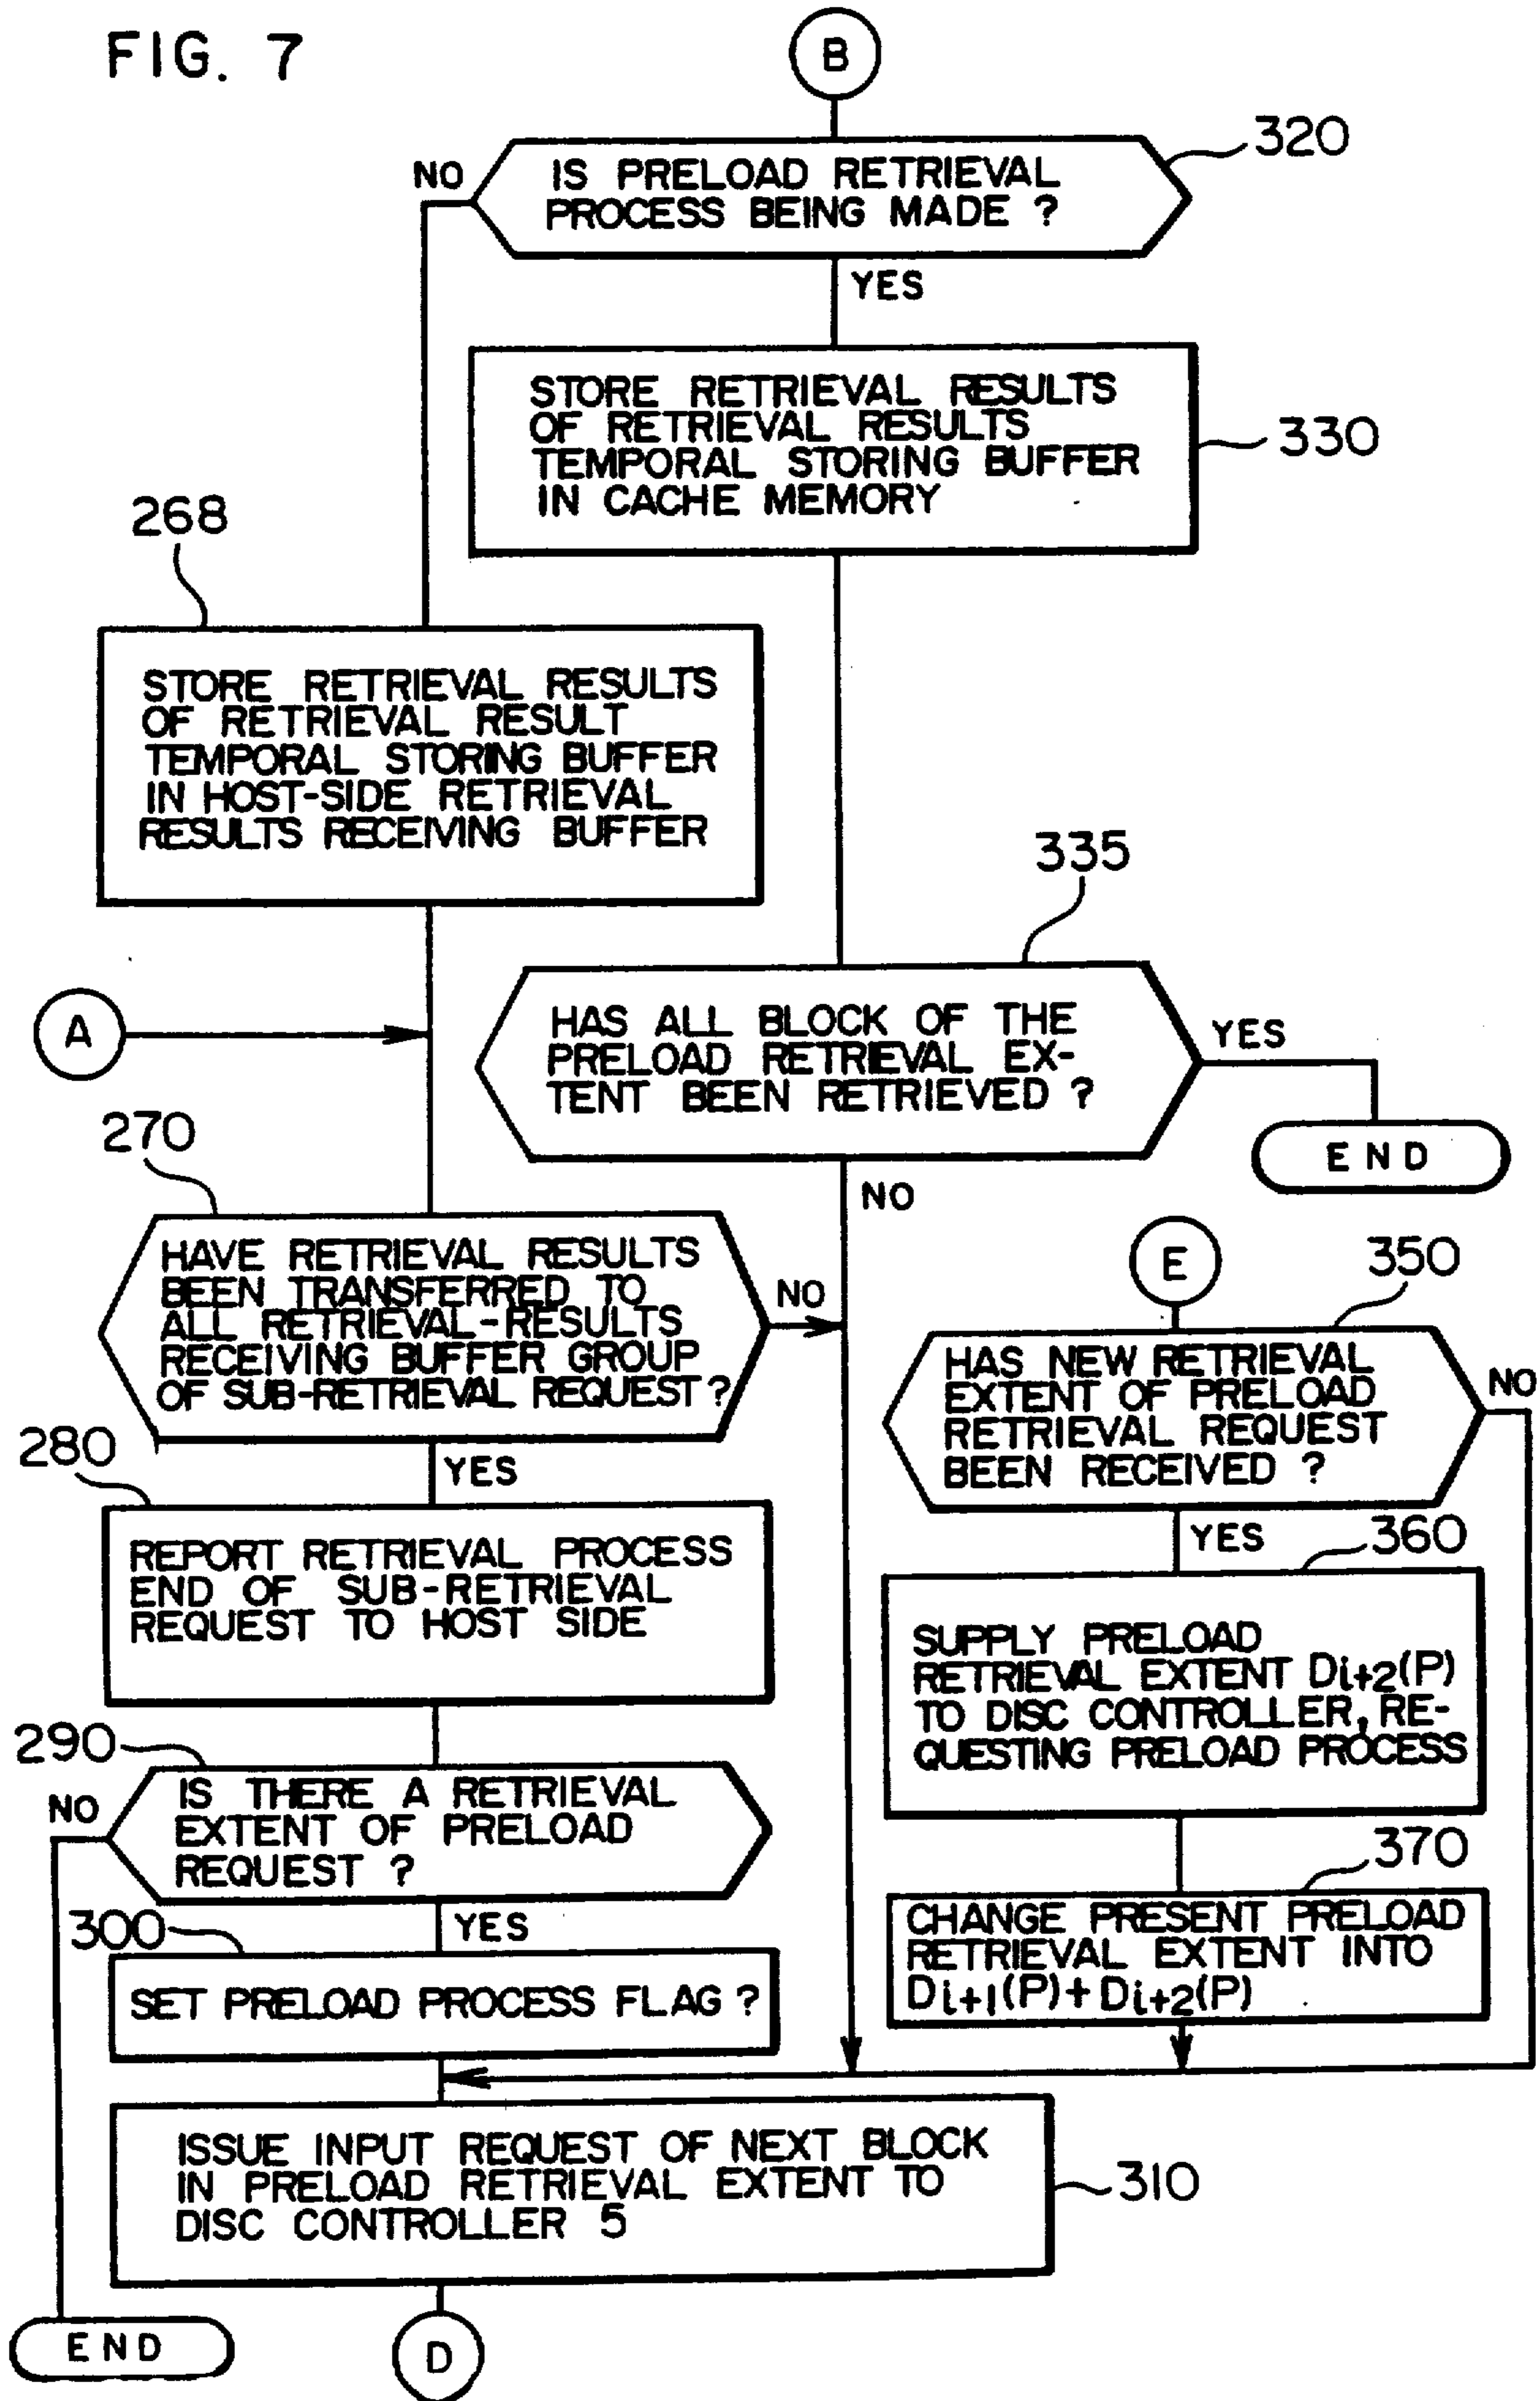 FIG. 7
B
320
NO
IS PRELOAD RETRIEVAL
PROCESS BEING MADE ?
YES
STORE RETRIEVAL RESULTS
OF RETRIEVAL RESULTS
TEMPORAL STORING BUFFER
IN CACHE MEMORY
330
268
STORE RETRIEVAL RESULTS
OF RETRIEVAL RESULT
TEMPORAL STORING BUFFER
IN HOST-SIDE RETRIEVAL
RESULTS RECEIVING BUFFER
335
A
HAS ALL BLOCK OF THE
PRELOAD RETRIEVAL EX-
TENT BEEN RETRIEVED ?
YES
END
NO
270
HAVE RETRIEVAL RESULTS
BEEN TRANSFERRED TO
ALL RETRIEVAL-RESULTS
RECEIVING BUFFER GROUP
OF SUB-RETRIEVAL REQUEST ?
NO
YES
E
350
HAS NEW RETRIEVAL
EXTENT OF PRELOAD
RETRIEVAL REQUEST
BEEN RECEIVED ?
NO
YES
280
REPORT RETRIEVAL PROCESS
END OF SUB-RETRIEVAL
REQUEST TO HOST SIDE
360
SUPPLY PRELOAD
RETRIEVAL EXTENT Di+2(P)
TO DISC CONTROLLER, RE-
QUESTING PRELOAD PROCESS
290
NO
IS THERE A RETRIEVAL
EXTENT OF PRELOAD
REQUEST ?
YES
370
CHANGE PRESENT PRELOAD
RETRIEVAL EXTENT INTO
Di+1(P)+Di+2(P)
300
SET PRELOAD PROCESS FLAG ?
ISSUE INPUT REQUEST OF NEXT BLOCK
IN PRELOAD RETRIEVAL EXTENT TO
DISC CONTROLLER 5
310
END
D